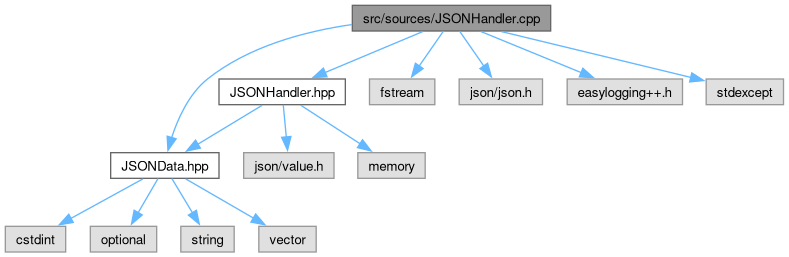 src/sources/JSONHandler.cpp
JSONHandler.hpp
fstream
json/json.h
easylogging++.h
stdexcept
JSONData.hpp
json/value.h
memory
cstdint
optional
string
vector